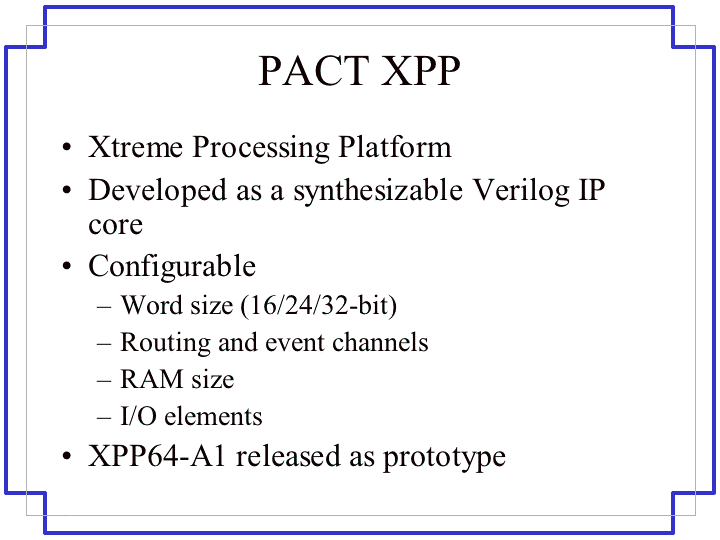 PACT XPP
• Xtreme Processing Platform
• Developed as a synthesizable Verilog IP
core
• Configurable
– Word size (16/24/32-bit)
– Routing and event channels
– RAM size
– I/O elements
• XPP64-A1 released as prototype